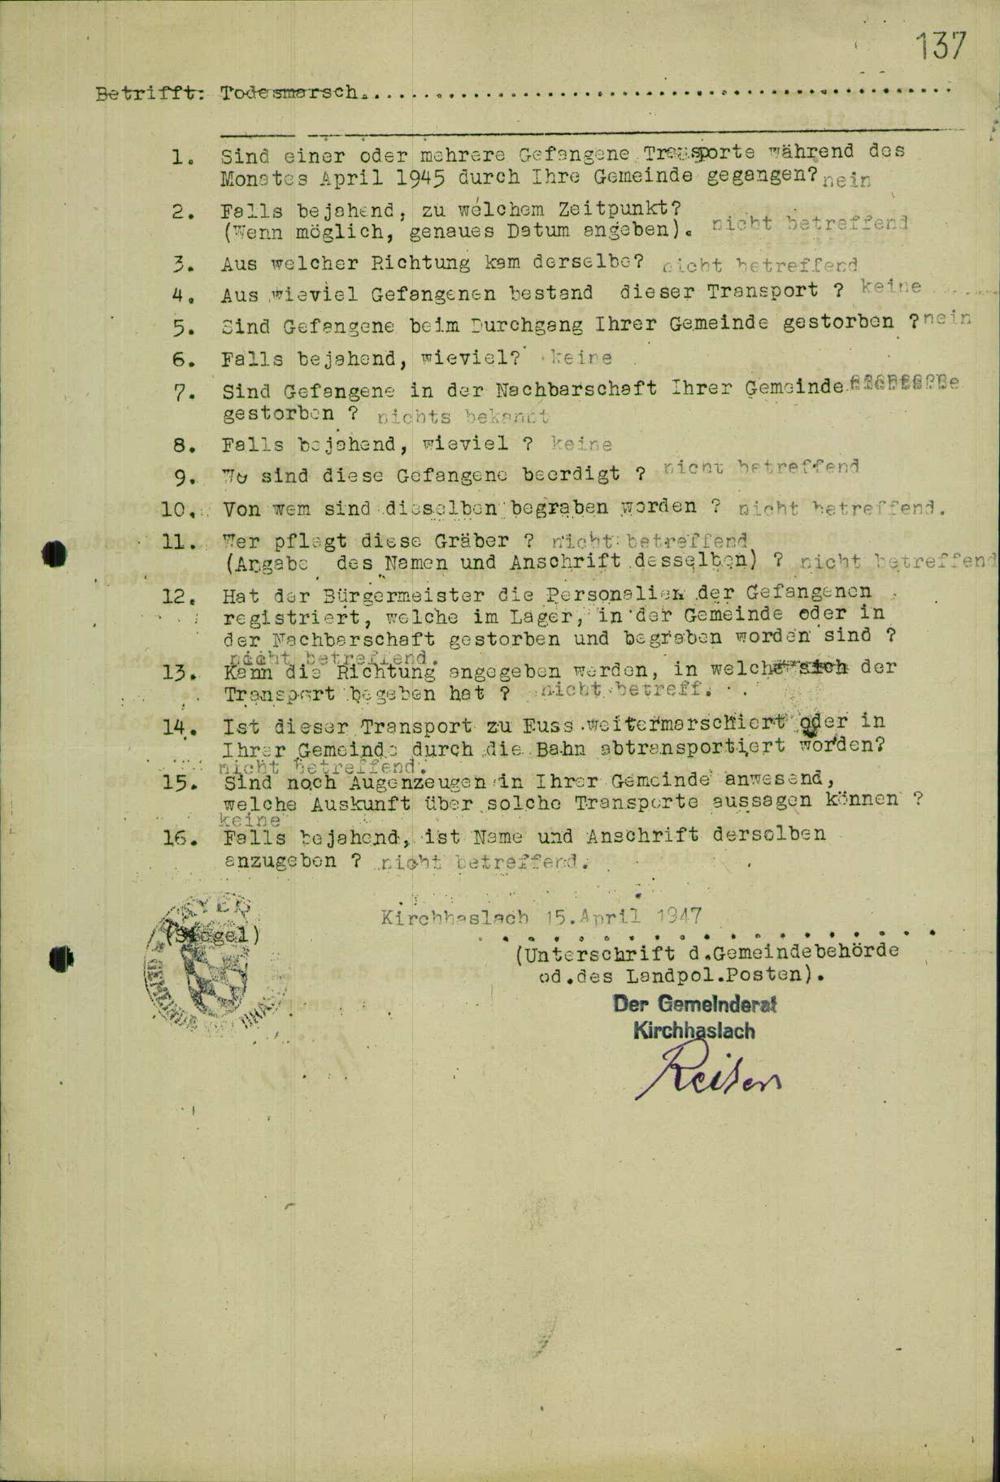 137
Betrifft: Todesmarsch.
1. Sind einer oder mehrere Gefangene Transporte während des
Monates April 1945 durch Ihre Gemeinde gegangen? nein
2. Falls bejahend, zu welchem Zeitpunkt?
(Wenn möglich, genaues Datum angeben). nicht betreffend
3. Aus welcher Richtung kam derselbe? nicht betreffend
4. Aus wieviel Gefangenen bestand dieser Transport ? keine
5. Sind Gefangene beim Durchgang Ihrer Gemeinde gestorben ? nein
6. Falls bejahend, wieviel? keine
7. Sind Gefangene in der Nachbarschaft Ihrer Gemeinde
gestorben ? nichts bekannt
8. Falls bejahend, wieviel ? keine
9. Wo sind diese Gefangene beerdigt ? nicht betreffend
10. Von wem sind dieselben begraben worden ? nicht betreffend.
11. Wer pflegt diese Gräber ? nicht betreffend
(Angabe des Namen und Anschrift desselben) ? nicht betreffend
12. Hat der Bürgermeister die Personalien der Gefangenen
registriert, welche im Lager, in der Gemeinde oder in
der Nachbarschaft gestorben und begraben worden sind ?
nicht betreffend.
13. Kann die Richtung angegeben werden, in welche sich der
Transport begeben hat ? nicht betreff.
14. Ist dieser Transport zu Fuss weitermarschiert oder in
Ihrer Gemeinde durch die Bahn abtransportiert worden?
nicht betreffend.
15. Sind noch Augenzeugen in Ihrer Gemeinde anwesend,
welche Auskunft über solche Transporte aussagen können ?
keine
16. Falls bejahend, ist Name und Anschrift derselben
anzugeben ? nicht betreffend.
Kirchhaslach 15.April 1947
(Siegel)
(Unterschrift d.Gemeindebehörde
od.des Landpol.Posten).
Der Gemeinderat
Kirchhaslach